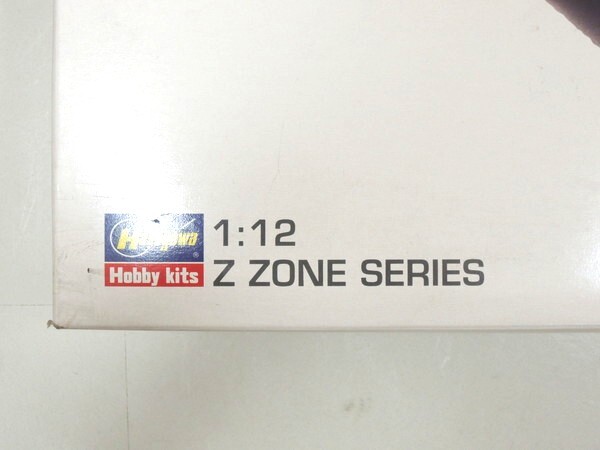 Hasegawa
Hobby kits
1:12
Z ZONE SERIES